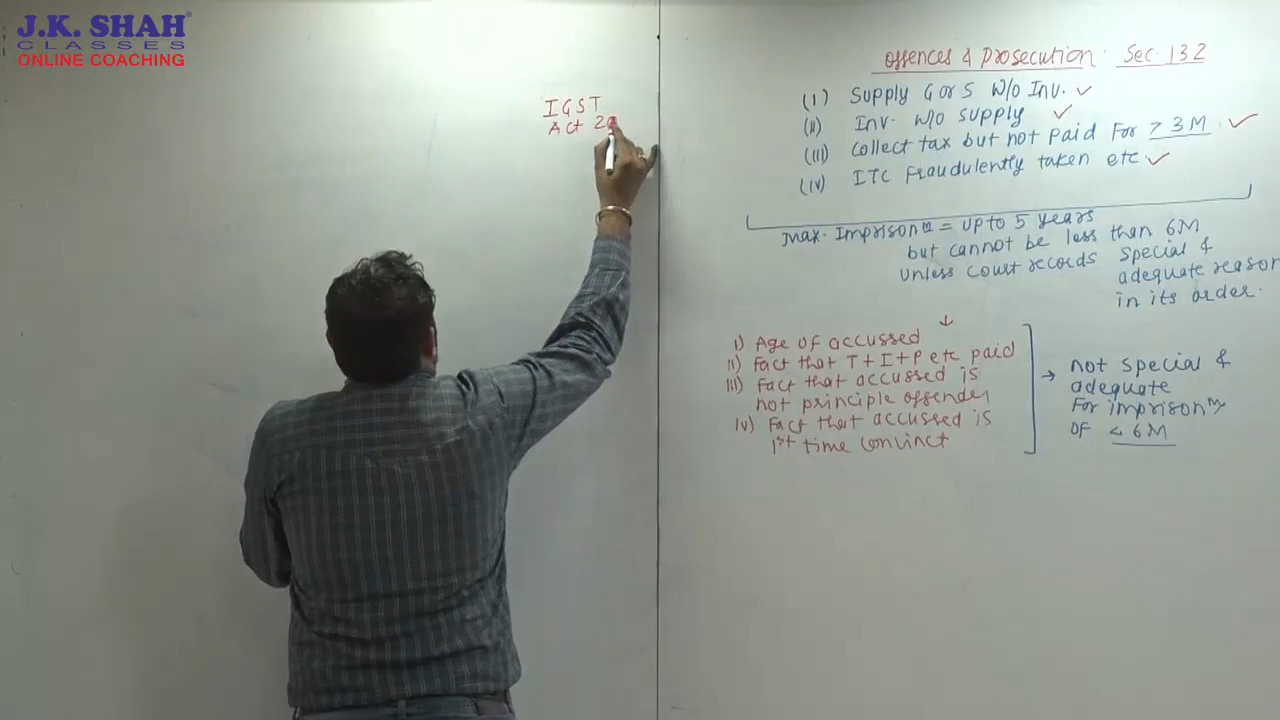 J.K. SHAH®
CLASSES
ONLINE COACHING
IGST
Act 2
Offences & Prosecution Sec. 132
(I) Supply G or S W/O Inv. ✓
(II) Inv. W/O Supply ✓
(III) Collect tax but not paid For > 3M ✓
(IV) ITC Fraudulently taken etc ✓
Max. Imprisonm = up to 5 years
but cannot be less than 6M
Unless Court records special &
adequate reason
in its order.
↓
I) Age of accussed
II) Fact that T + I + P etc paid
III) Fact that accussed is
not principle offender
IV) Fact that accussed is
1st time convinct
→ not special &
adequate
For imprisonm
of < 6M